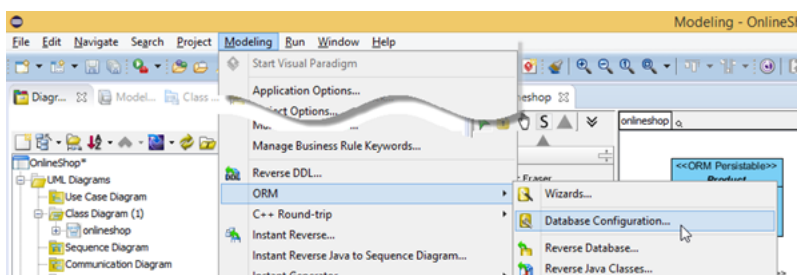 Modeling - OnlineSh
File Edit Navigate Search Project Modeling Run Window Help
Start Visual Paradigm
Diagr... Model... Class ...
Application Options...
Options...
eshop
onlineshop
S
Manage Business Rule Keywords...
OnlineShop*
Reverse DDL...
Eraser
<<ORM Persistable>>
Product
UML Diagrams
ORM
Wizards...
Use Case Diagram
Class Diagram (1)
C++ Round-trip
Database Configuration...
onlineshop
Instant Reverse...
Sequence Diagram
Instant Reverse Java to Sequence Diagram...
Reverse Database...
Communication Diagram
Instant Generator
Reverse Java Classes...